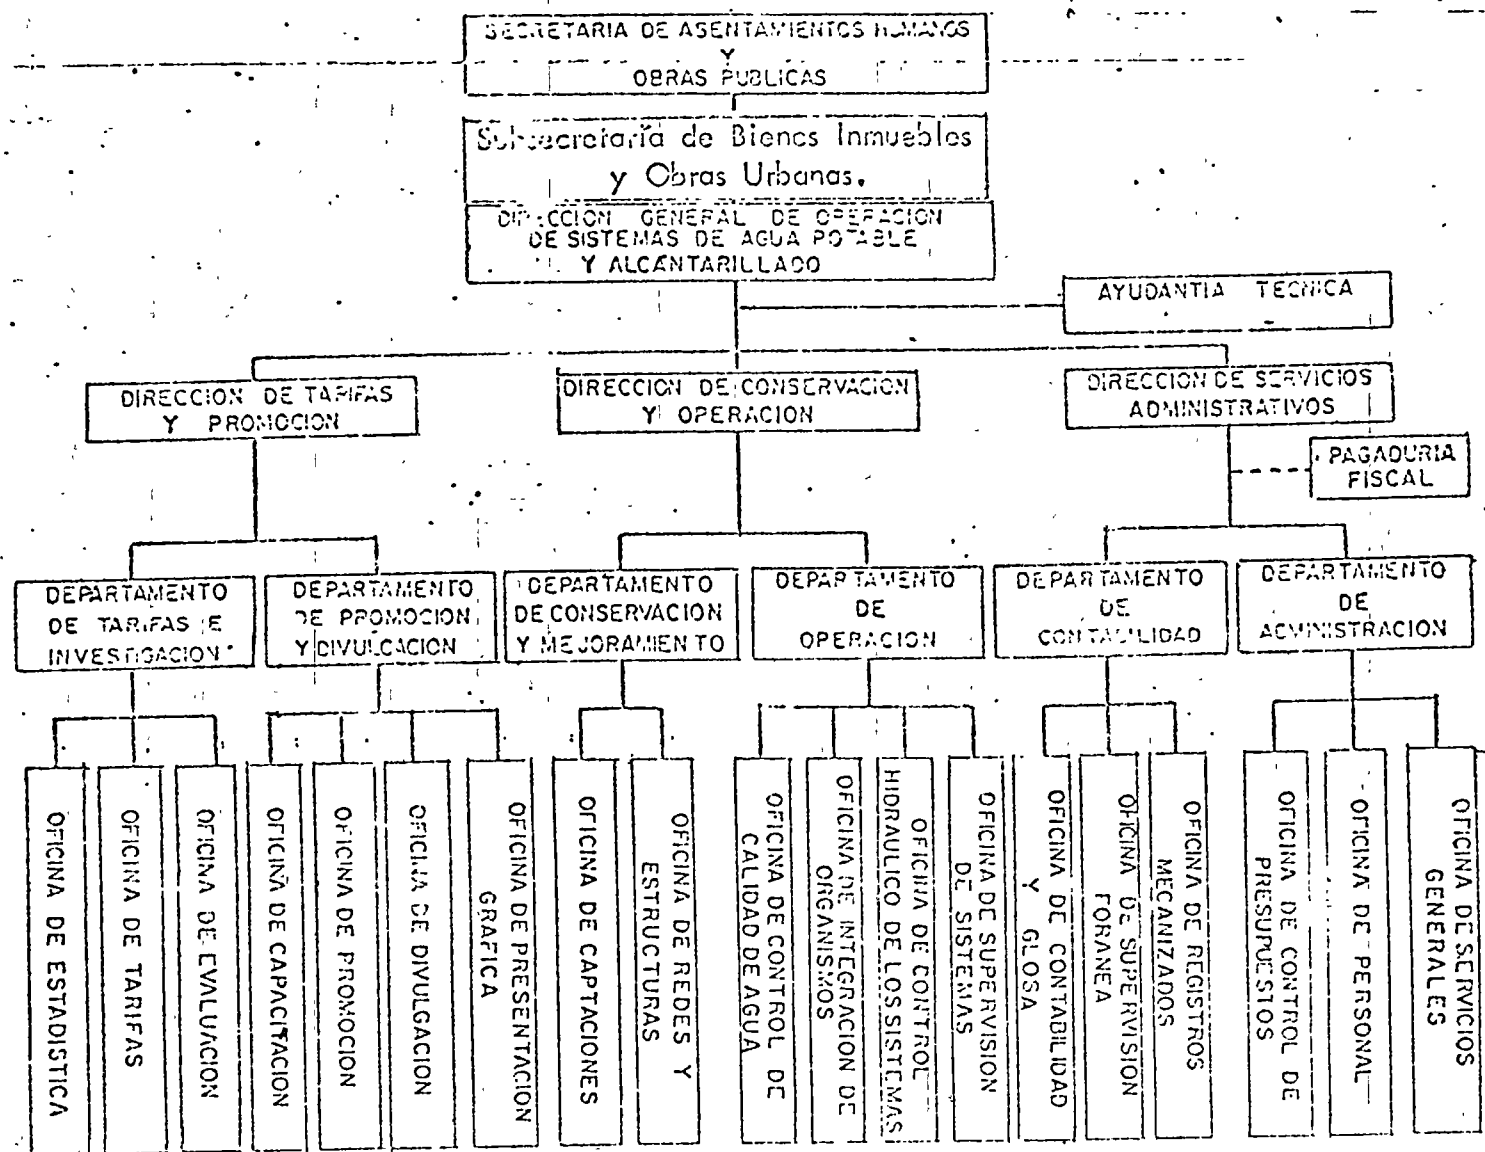 SECRETARIA DE ASENTAMIENTOS HUMANOS
Y
OBRAS PUBLICAS
Subsecretaría de Bienes Inmuebles
y Obras Urbanas.
DIRECCION GENERAL DE OPERACION
DE SISTEMAS DE AGUA POTABLE
Y ALCANTARILLADO
AYUDANTIA TECNICA
DIRECCION DE TARIFAS
Y PROMOCION
DIRECCION DE CONSERVACION
Y OPERACION
DIRECCION DE SERVICIOS
ADMINISTRATIVOS
PAGADURIA
FISCAL
DEPARTAMENTO
DE TARIFAS E
INVESTIGACION
DEPARTAMENTO
DE PROMOCION
Y DIVULGACION
DEPARTAMENTO
DE CONSERVACION
Y MEJORAMIENTO
DEPARTAMENTO
DE
OPERACION
DEPARTAMENTO
DE
CONTABILIDAD
DEPARTAMENTO
DE
ADMINISTRACION
OFICINA DE ESTADISTICA
OFICINA DE TARIFAS
OFICINA DE EVALUACION
OFICINA DE CAPACITACION
OFICINA DE PROMOCION
OFICINA DE DIVULGACION
OFICINA DE PRESENTACION
GRAFICA
OFICINA DE CAPTACIONES
OFICINA DE REDES Y
ESTRUCTURAS
OFICINA DE CONTROL DE
CALIDAD DE AGUA
OFICINA DE INTEGRACION DE
ORGANISMOS
OFICINA DE CONTROL
HIDRAULICO DE LOS SISTEMAS
OFICINA DE SUPERVISION
DE SISTEMAS
OFICINA DE CONTABILIDAD
Y GLOSA
OFICINA DE SUPERVISION
FORANEA
OFICINA DE REGISTROS
MECANIZADOS
OFICINA DE CONTROL DE
PRESUPUESTOS
OFICINA DE PERSONAL
OFICINA DE SERVICIOS
GENERALES